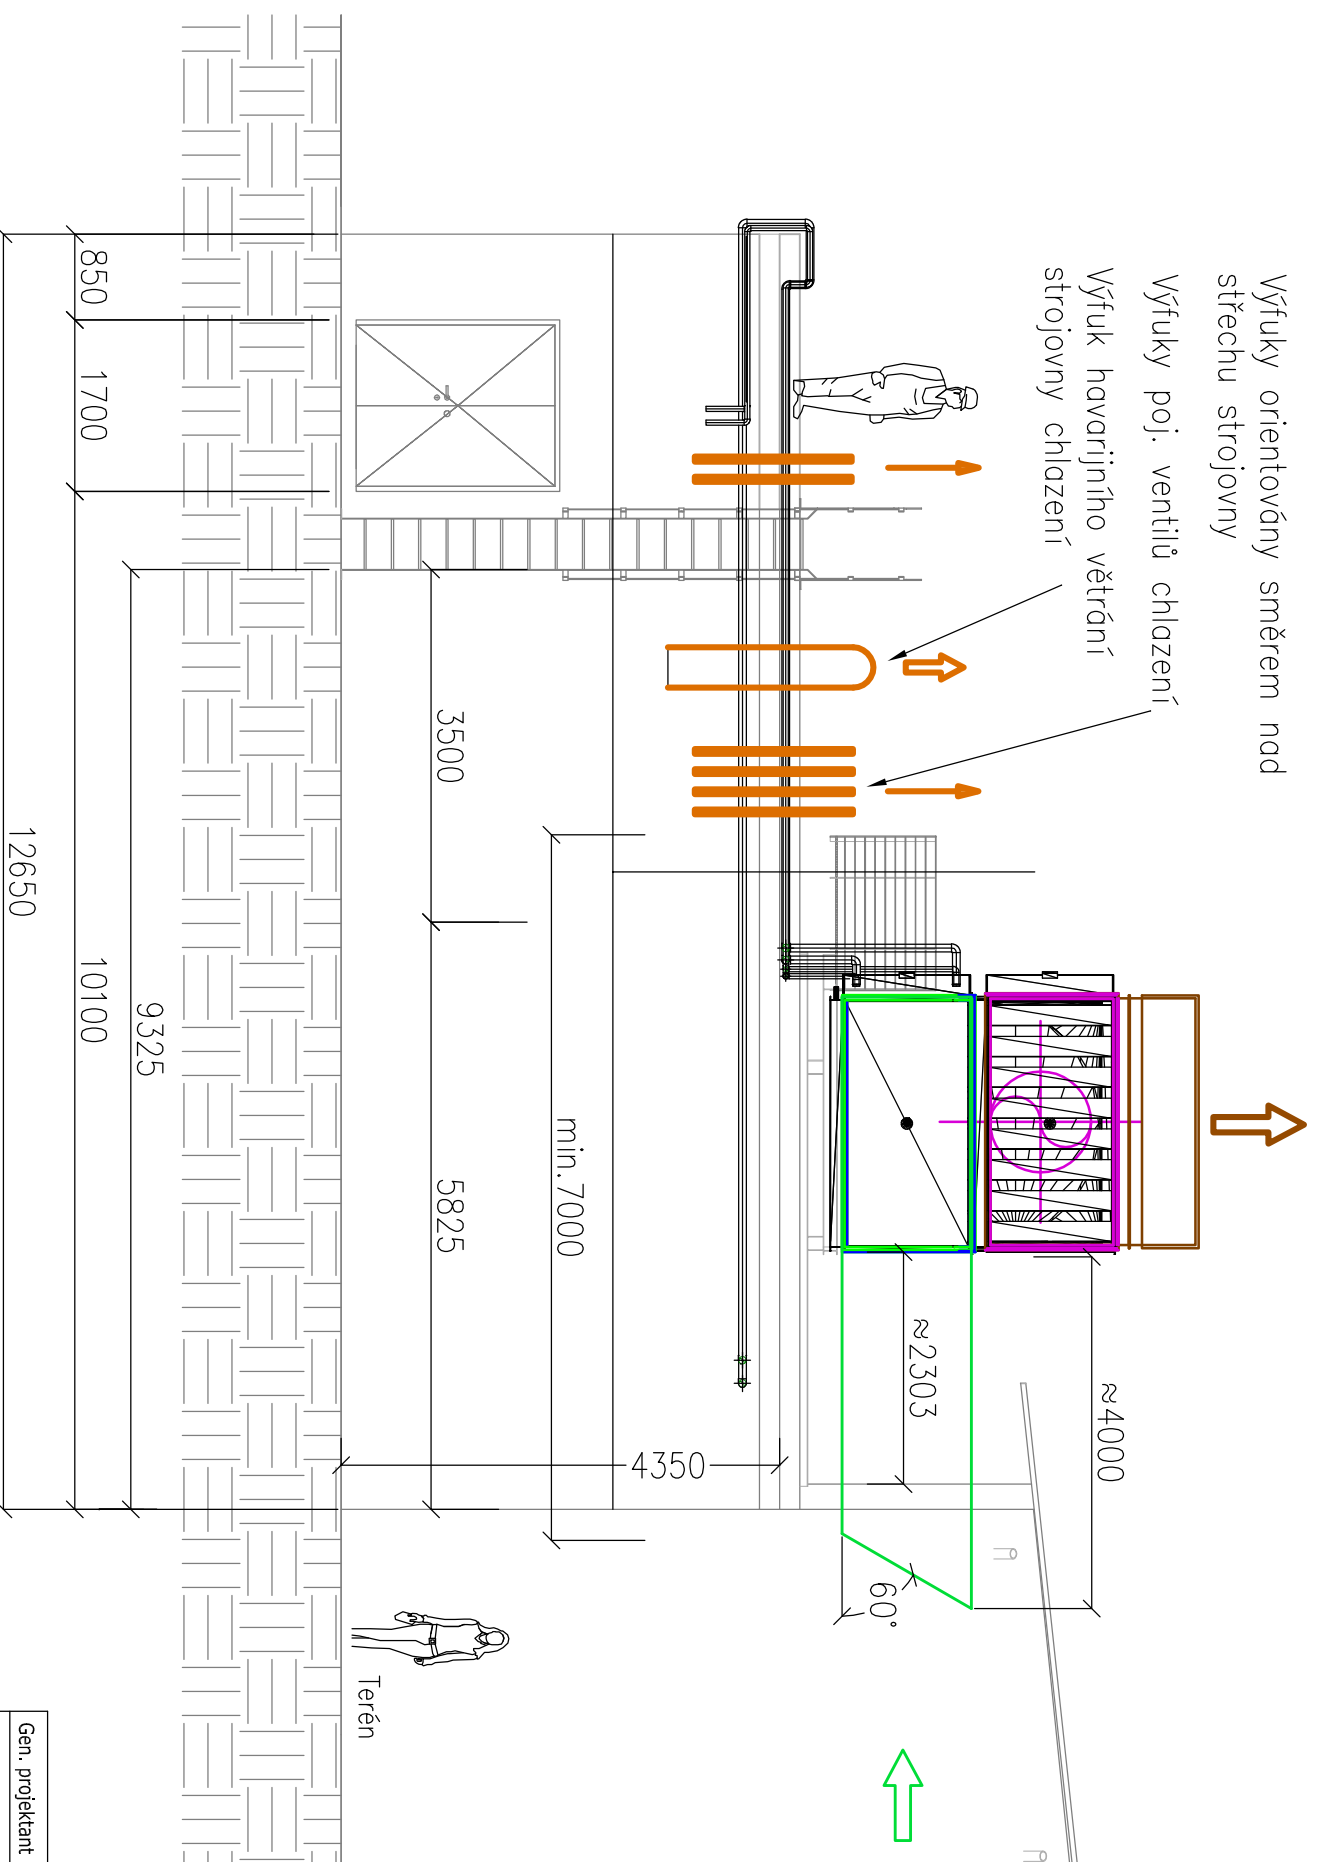 Výfuky orientovány směrem nad
střechu strojovny
Výfuky poj. ventilů chlazení
Výfuk havarijního větrání
strojovny chlazení
≈4000
≈2303
60°
4350
min.7000
3500
5825
9325
850
1700
10100
12650
Terén
Gen. projektant